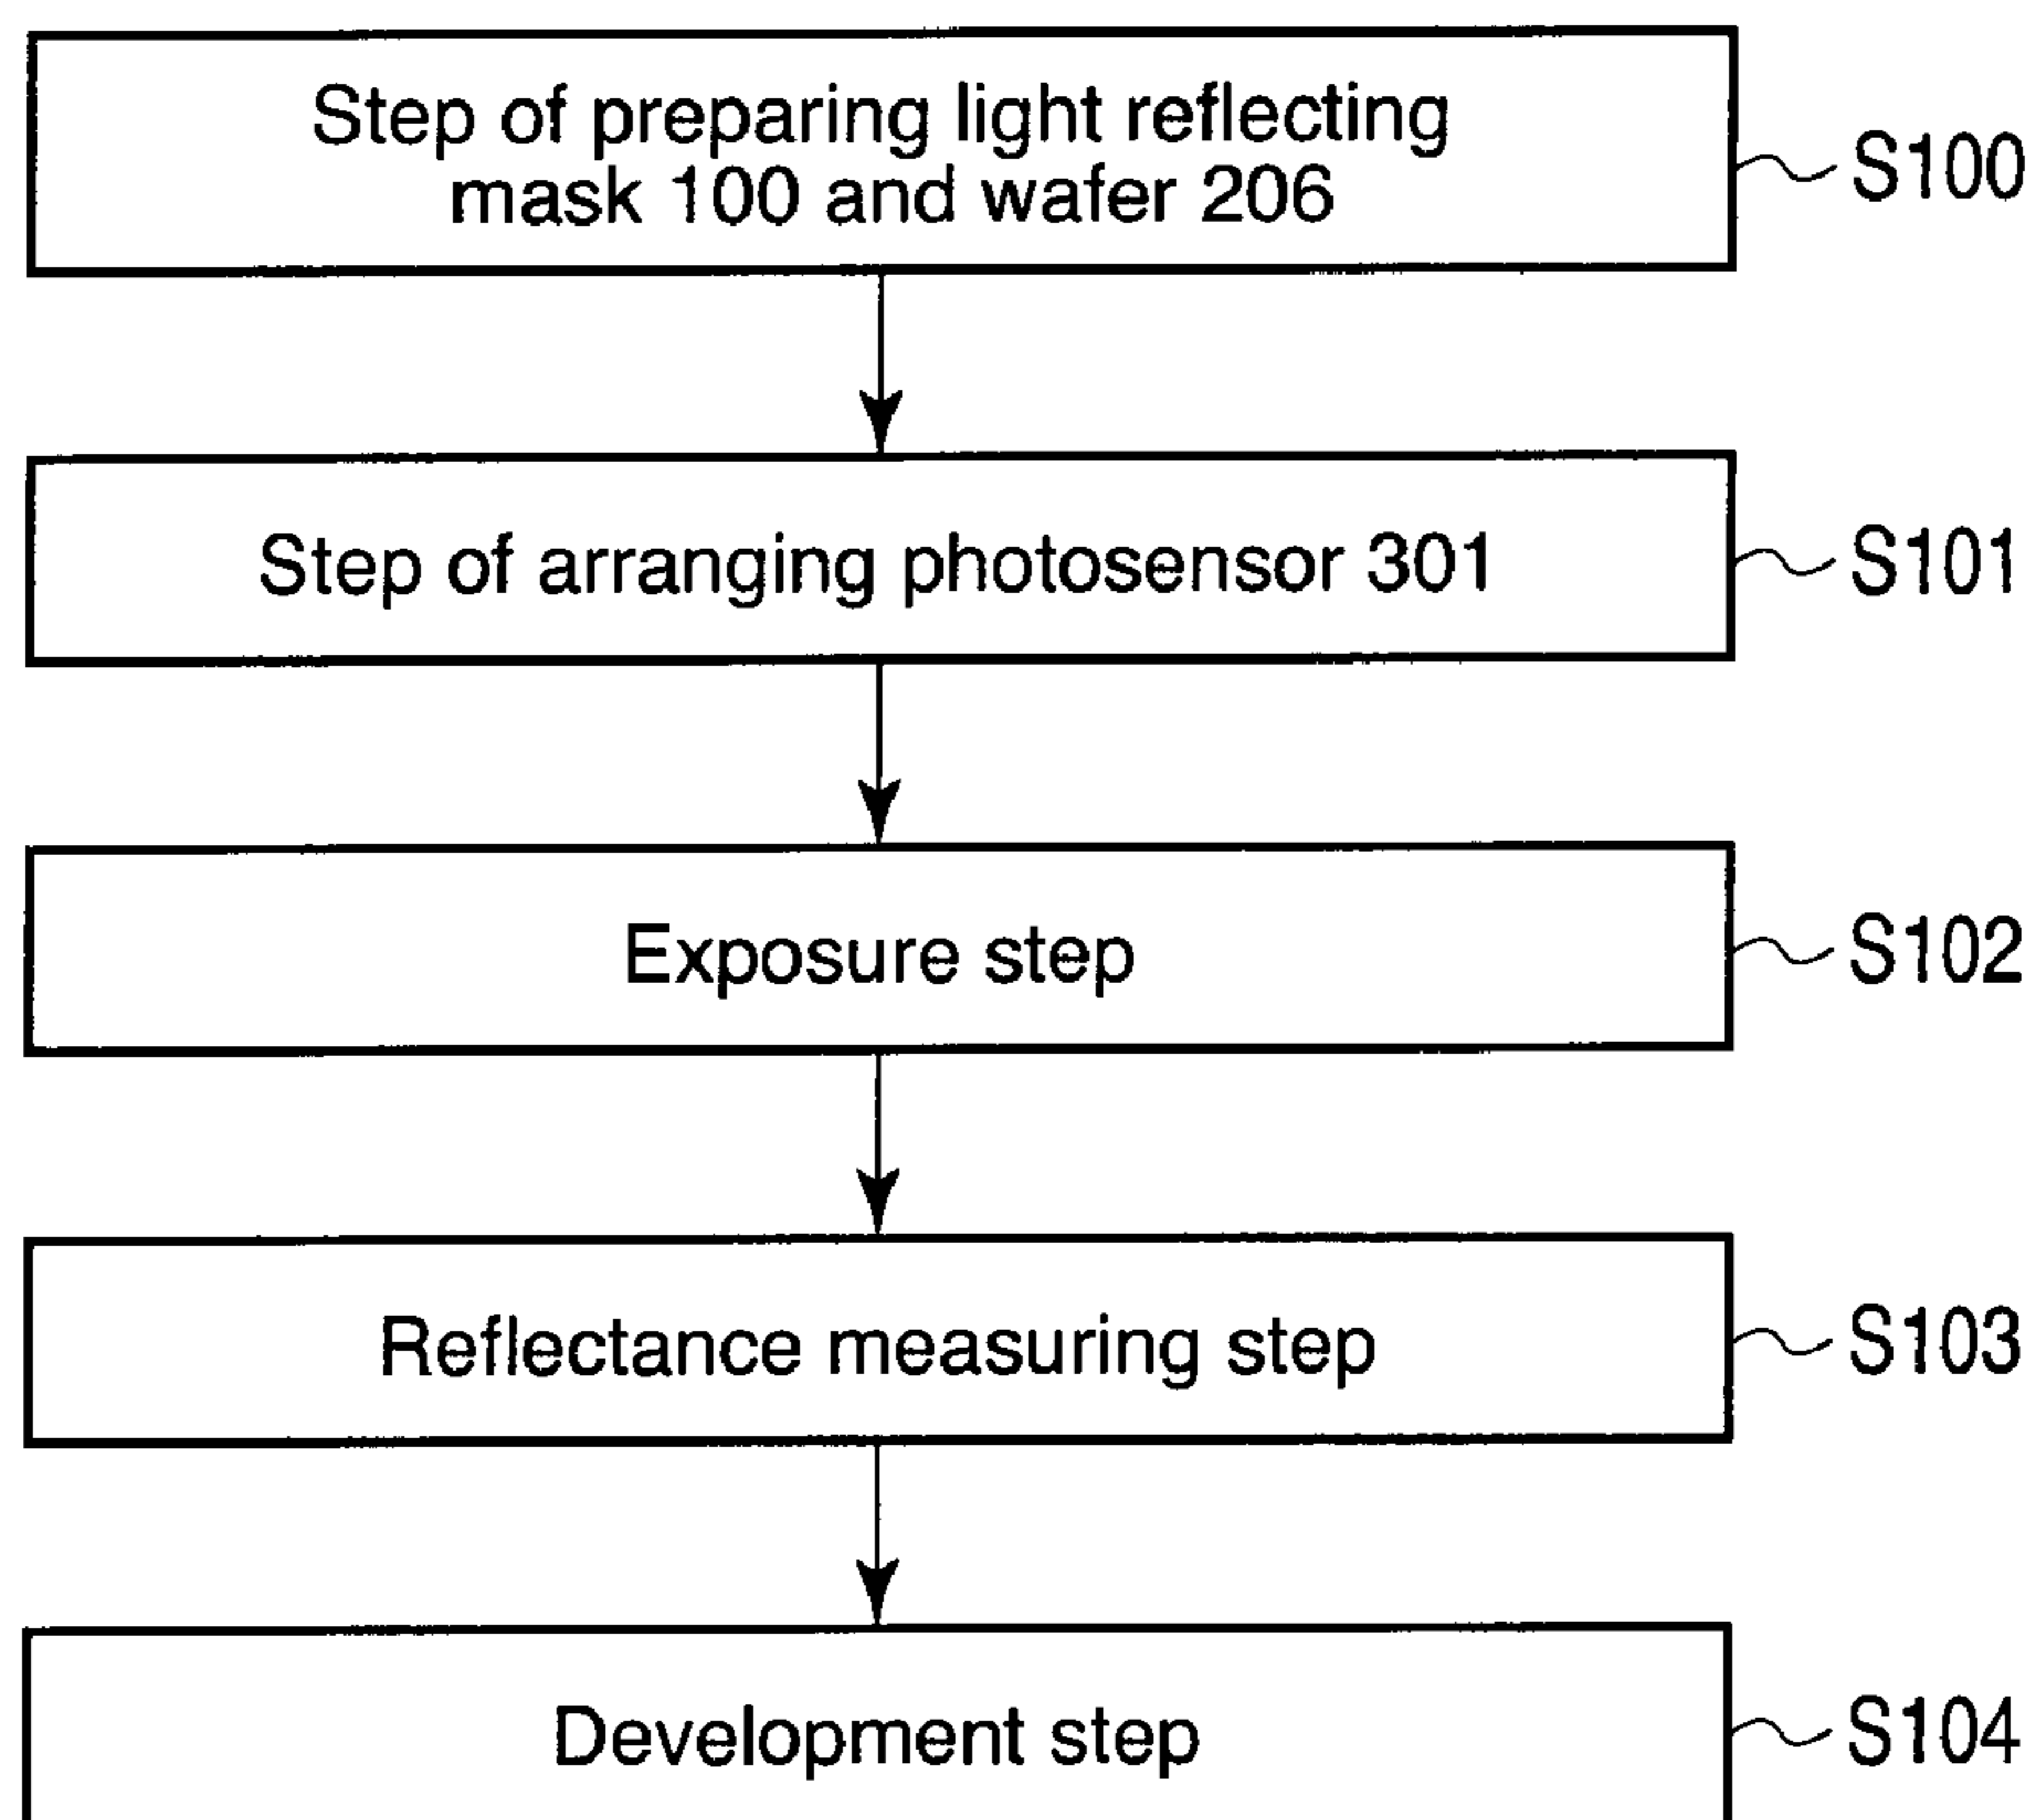 Step of preparing light reflecting
mask 100 and wafer 206
S100
Step of arranging photosensor 301
S101
Exposure step
S102
Reflectance measuring step
S103
Development step
S104